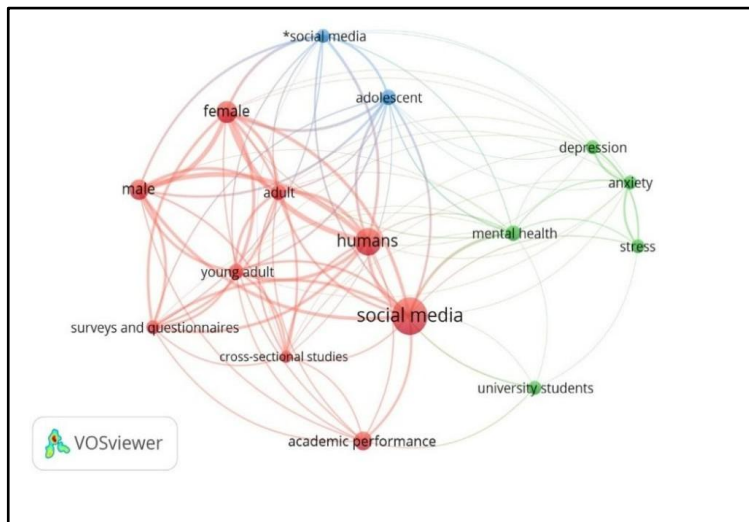 *social media
adolescent
female
depression
male
adult
anxiety
mental health
humans
stress
young adult
social media
surveys and questionnaires
cross-sectional studies
university students
academic performance
VOSviewer